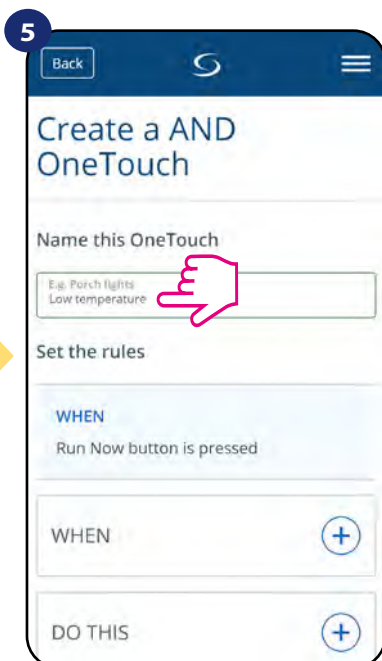 5
Back
Create a AND
OneTouch
Name this OneTouch
E.g. Porch lights
Low temperature
Set the rules
WHEN
Run Now button is pressed
WHEN
DO THIS